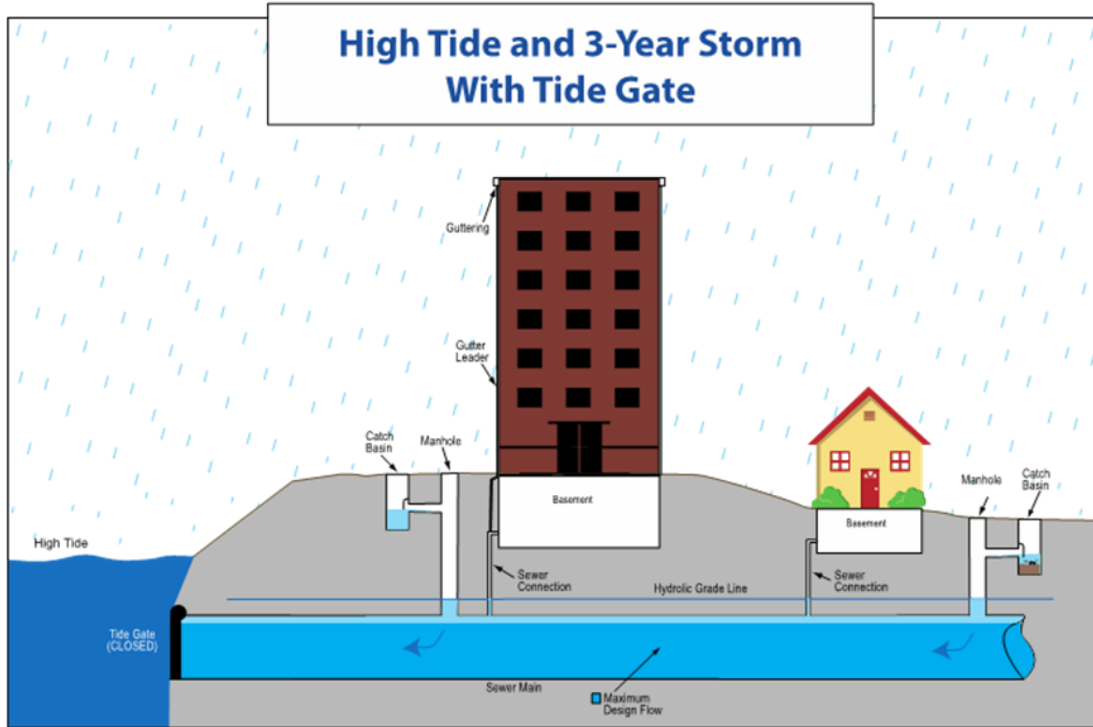 High Tide and 3-Year Storm
With Tide Gate
Guttering
Gutter
Leader
Catch
Basin
Manhole
Manhole
Catch
Basin
Basement
Basement
High Tide
Sewer
Connection
Sewer
Connection
Hydrolic Grade Line
Tide Gate
(CLOSED)
Sewer Main
Maximum
Design Flow